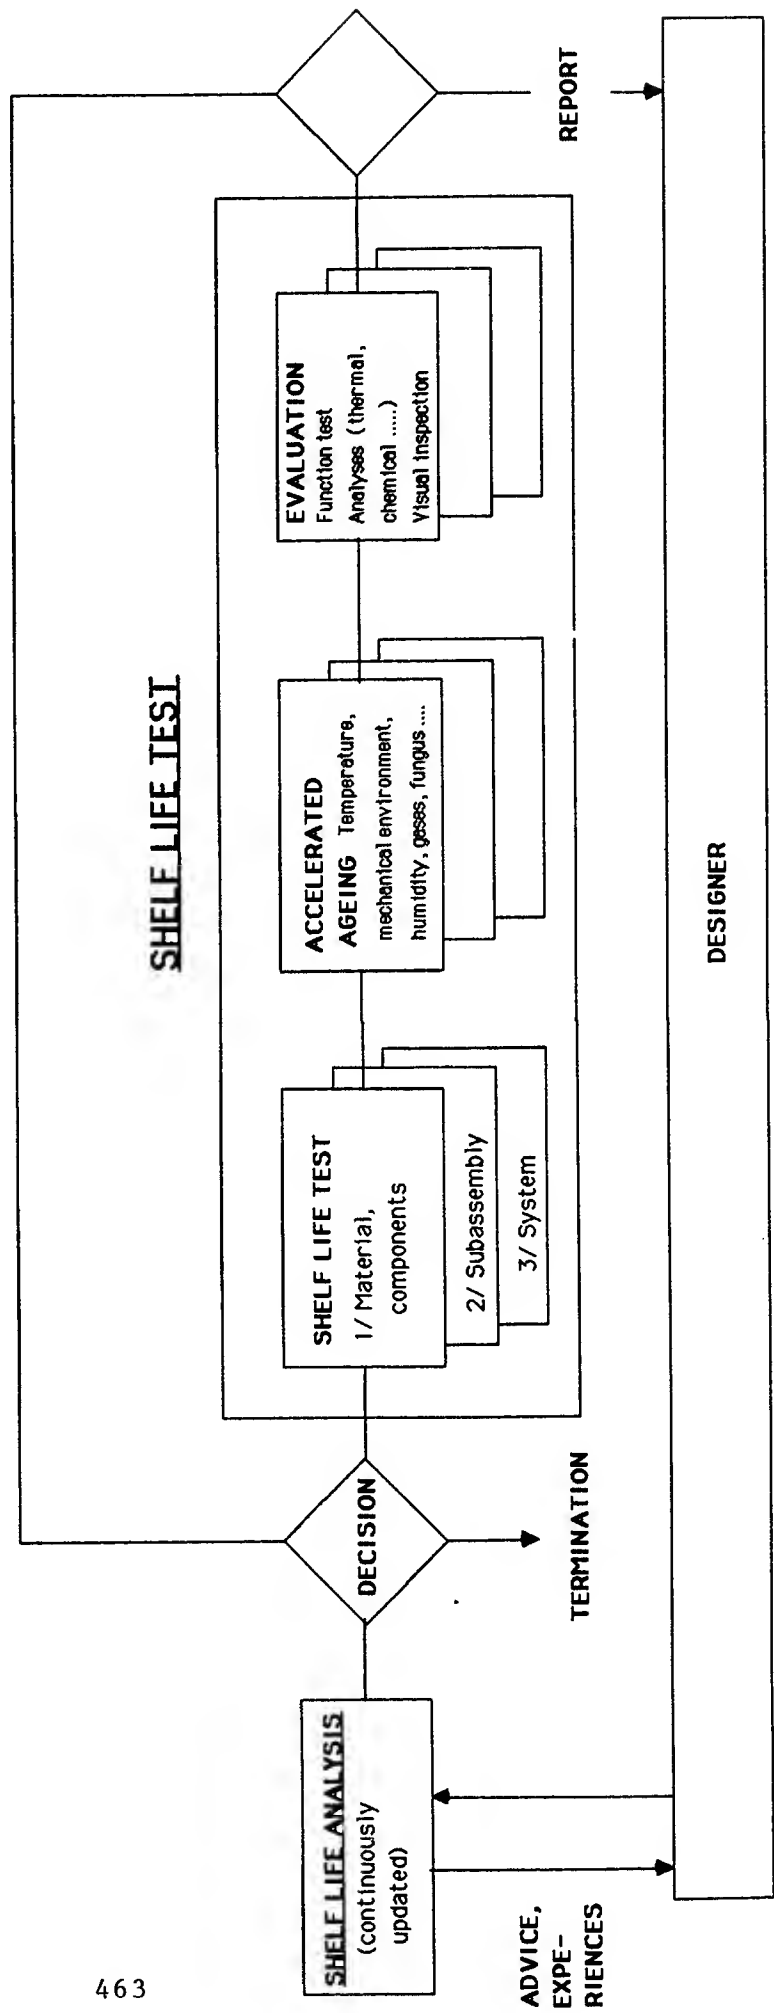 SHELF LIFE TEST
SHELF LIFE ANALYSIS
(continuously
updated)
ADVICE,
EXPE-
RIENCES
DECISION
TERMINATION
SHELF LIFE TEST
1/ Material,
components
2/ Subassembly
3/ System
ACCELERATED
AGEING Temperature,
mechanical environment,
humidity, gases, fungus ....
EVALUATION
Function test
Analyses (thermal,
chemical .....)
Visual inspection
REPORT
DESIGNER
463